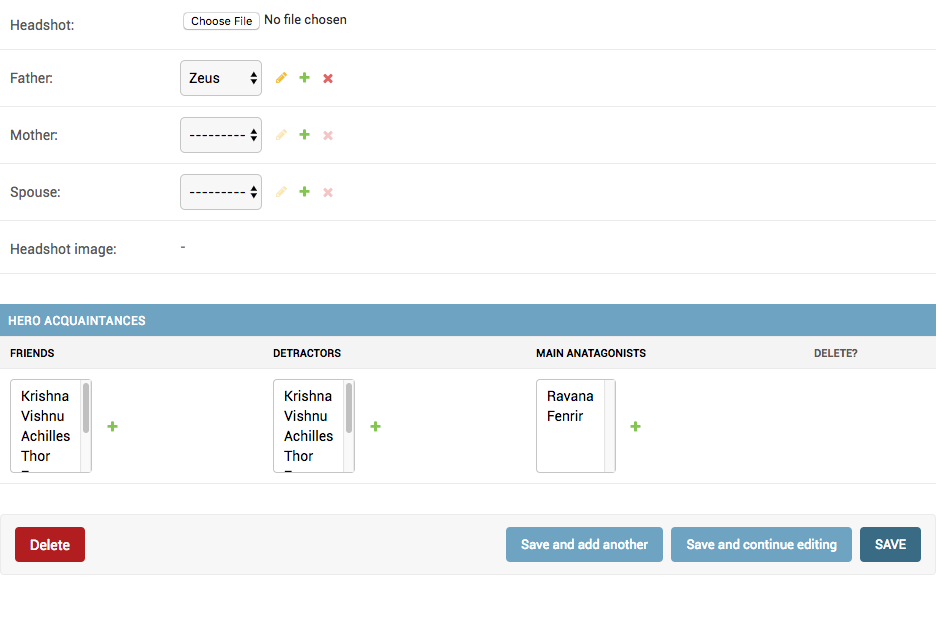 Headshot: Choose File No file chosen
Father: Zeus
Mother: ---------
Spouse: ---------
Headshot image: -
HERO ACQUAINTANCES
FRIENDS DETRACTORS MAIN ANATAGONISTS DELETE?
Krishna Krishna Ravana
Vishnu Vishnu Fenrir
Achilles Achilles
Thor Thor
Delete Save and add another Save and continue editing SAVE